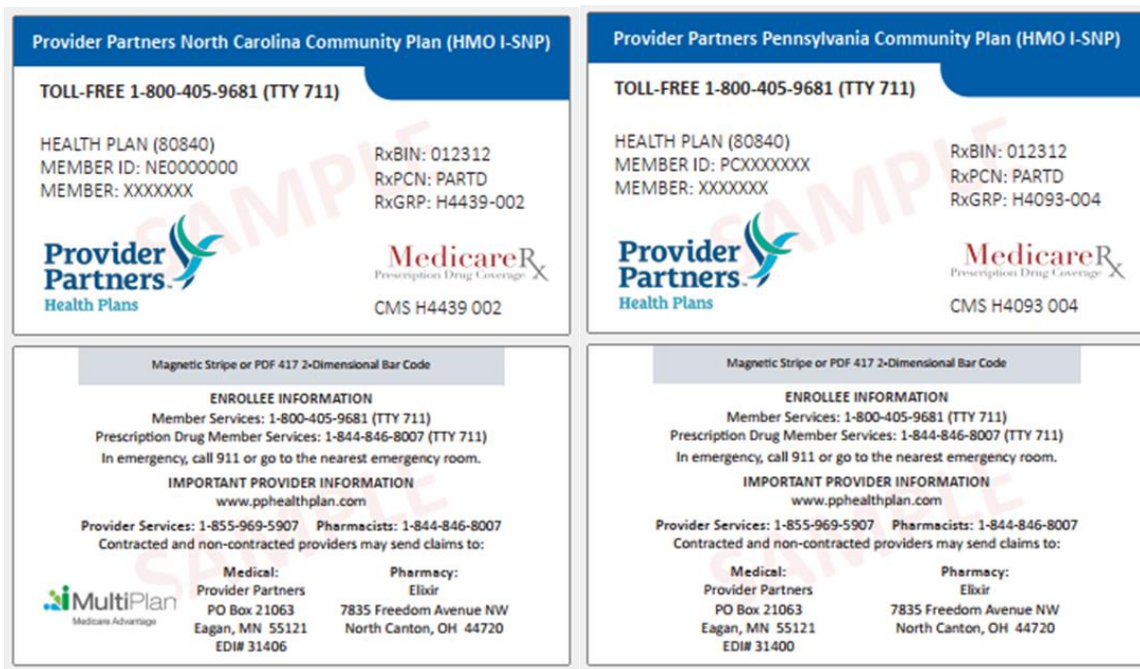 Provider Partners North Carolina Community Plan (HMO I-SNP)
TOLL-FREE 1-800-405-9681 (TTY 711)
HEALTH PLAN (80840)
MEMBER ID: NE0000000
MEMBER: XXXXXXX
RxBIN: 012312
RxPCN: PARTD
RxGRP: H4439-002
SAMPLE
Provider
Partners™
Health Plans
MedicareRx
Prescription Drug Coverage
CMS H4439 002
Provider Partners Pennsylvania Community Plan (HMO I-SNP)
TOLL-FREE 1-800-405-9681 (TTY 711)
HEALTH PLAN (80840)
MEMBER ID: PCXXXXXXX
MEMBER: XXXXXXX
RxBIN: 012312
RxPCN: PARTD
RxGRP: H4093-004
SAMPLE
Provider
Partners™
Health Plans
MedicareRx
Prescription Drug Coverage
CMS H4093 004
Magnetic Stripe or PDF 417 2-Dimensional Bar Code
ENROLLEE INFORMATION
Member Services: 1-800-405-9681 (TTY 711)
Prescription Drug Member Services: 1-844-846-8007 (TTY 711)
In emergency, call 911 or go to the nearest emergency room.
IMPORTANT PROVIDER INFORMATION
www.pphealthplan.com
Provider Services: 1-855-969-5907 Pharmacists: 1-844-846-8007
Contracted and non-contracted providers may send claims to:
SAMPLE
MultiPlan
Medicare Advantage
Medical:
Provider Partners
PO Box 21063
Eagan, MN 55121
EDI# 31406
Pharmacy:
Elixir
7835 Freedom Avenue NW
North Canton, OH 44720
Magnetic Stripe or PDF 417 2-Dimensional Bar Code
ENROLLEE INFORMATION
Member Services: 1-800-405-9681 (TTY 711)
Prescription Drug Member Services: 1-844-846-8007 (TTY 711)
In emergency, call 911 or go to the nearest emergency room.
IMPORTANT PROVIDER INFORMATION
www.pphealthplan.com
Provider Services: 1-855-969-5907 Pharmacists: 1-844-846-8007
Contracted and non-contracted providers may send claims to:
SAMPLE
Medical:
Provider Partners
PO Box 21063
Eagan, MN 55121
EDI# 31400
Pharmacy:
Elixir
7835 Freedom Avenue NW
North Canton, OH 44720